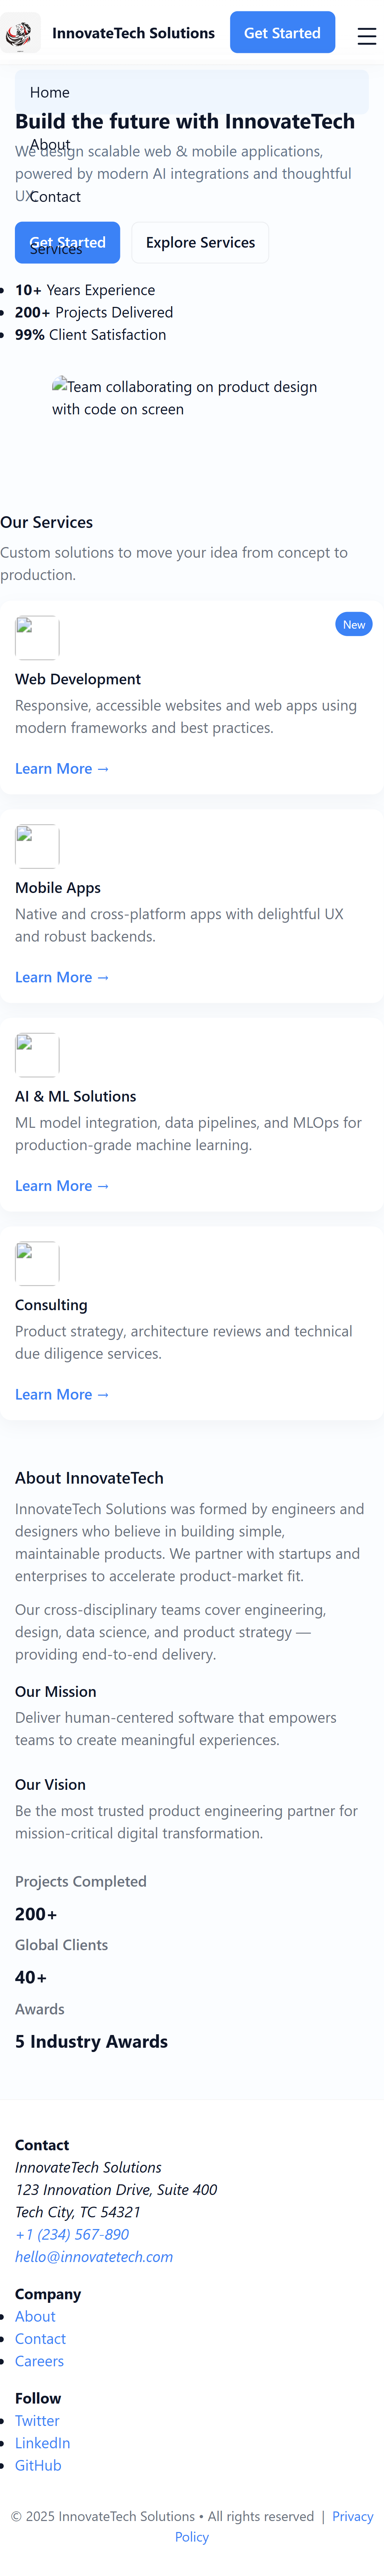 InnovateTech Solutions
Get Started
Home
Build the future with InnovateTech
About
We design scalable web & mobile applications,
powered by modern AI integrations and thoughtful
UX.
Contact
Get Started
Explore Services
Services
10+ Years Experience
200+ Projects Delivered
99% Client Satisfaction
Team collaborating on product design
with code on screen
Our Services
Custom solutions to move your idea from concept to
production.
New
Web Development
Responsive, accessible websites and web apps using
modern frameworks and best practices.
Learn More →
Mobile Apps
Native and cross-platform apps with delightful UX
and robust backends.
Learn More →
AI & ML Solutions
ML model integration, data pipelines, and MLOps for
production-grade machine learning.
Learn More →
Consulting
Product strategy, architecture reviews and technical
due diligence services.
Learn More →
About InnovateTech
InnovateTech Solutions was formed by engineers and
designers who believe in building simple,
maintainable products. We partner with startups and
enterprises to accelerate product-market fit.
Our cross-disciplinary teams cover engineering,
design, data science, and product strategy —
providing end-to-end delivery.
Our Mission
Deliver human-centered software that empowers
teams to create meaningful experiences.
Our Vision
Be the most trusted product engineering partner for
mission-critical digital transformation.
Projects Completed
200+
Global Clients
40+
Awards
5 Industry Awards
Contact
InnovateTech Solutions
123 Innovation Drive, Suite 400
Tech City, TC 54321
+1 (234) 567-890
hello@innovatetech.com
Company
About
Contact
Careers
Follow
Twitter
LinkedIn
GitHub
© 2025 InnovateTech Solutions • All rights reserved | Privacy
Policy